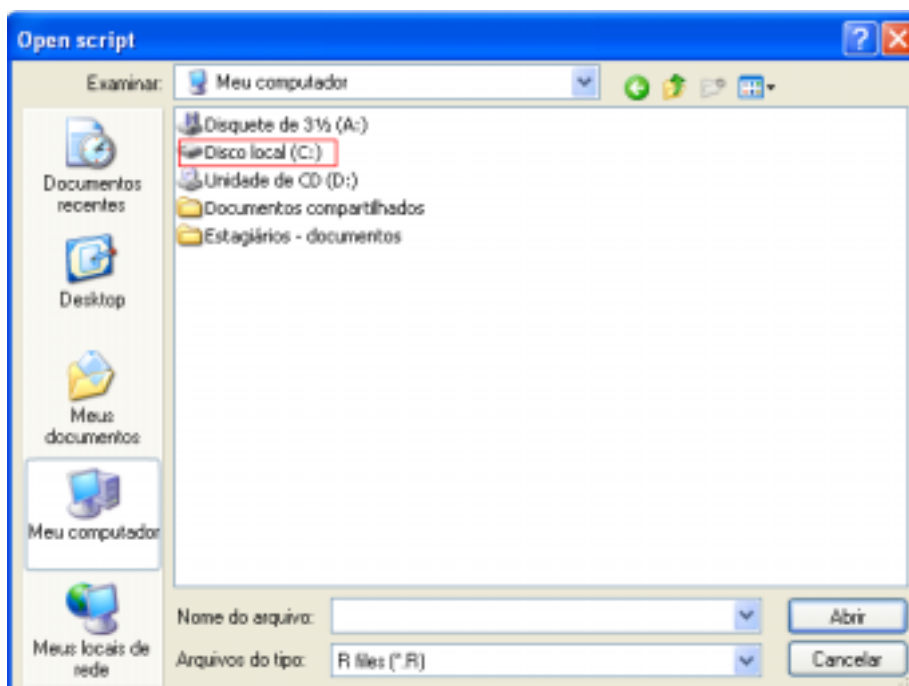 Open script
Examinar:
Meu computador
Disquete de 3½ (A:)
Disco local (C:)
Unidade de CD (D:)
Documentos compartilhados
Estagiários - documentos
Documentos
recentes
Desktop
Meus
documentos
Meu computador
Meus locais de
rede
Nome do arquivo:
Abrir
Arquivos do tipo:
R files (*.R)
Cancelar